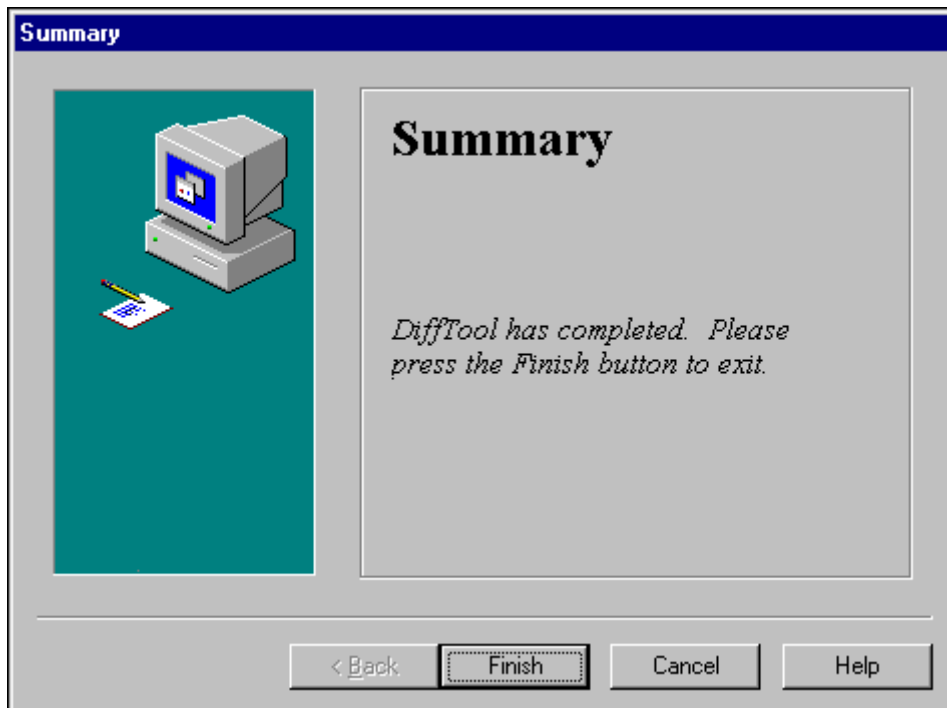 Summary
Summary
DiffTool has completed.  Please
press the Finish button to exit.
< Back
Finish
Cancel
Help